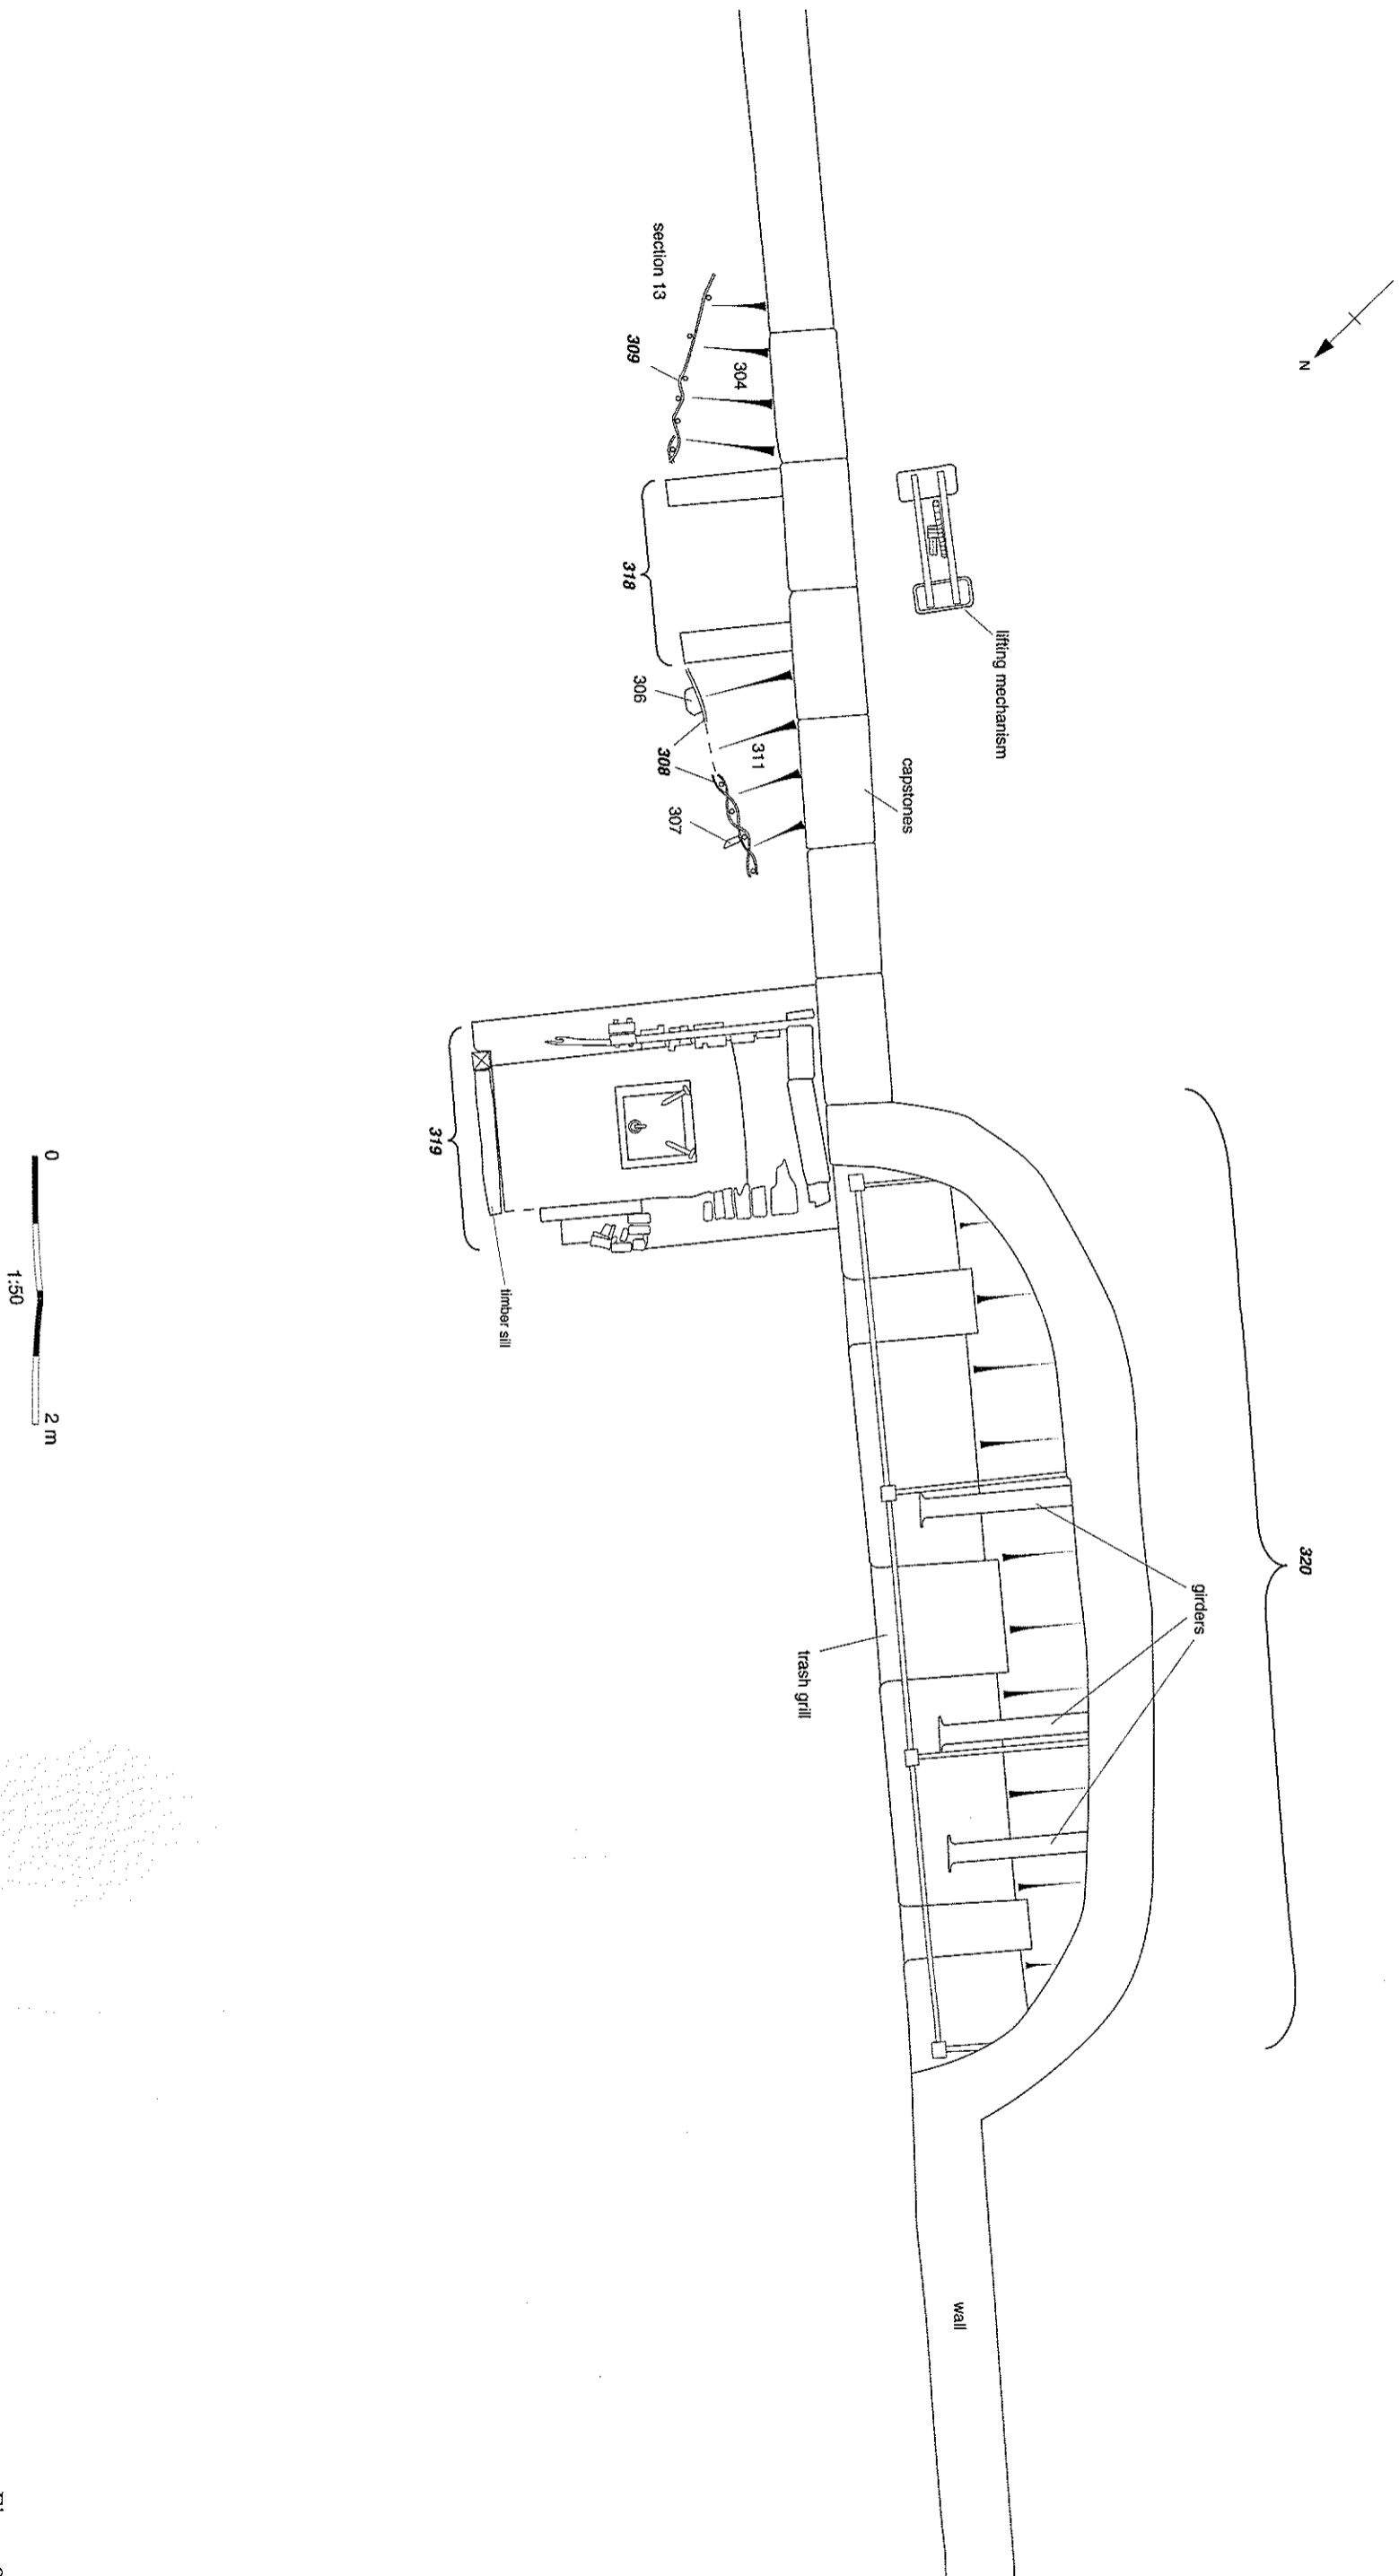 N
section 13
309
304
318
lifting mechanism
306
308
311
307
capstones
319
timber sill
320
girders
trash grill
wall
0
2 m
1:50